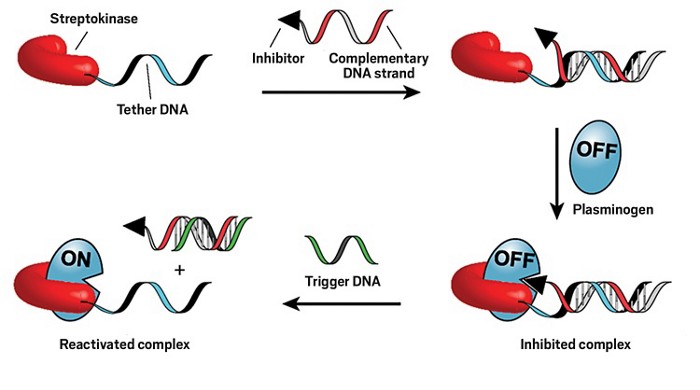 Streptokinase
Tether DNA
Inhibitor
Complementary
DNA strand
OFF
Plasminogen
OFF
Inhibited complex
Trigger DNA
ON
+
Reactivated complex